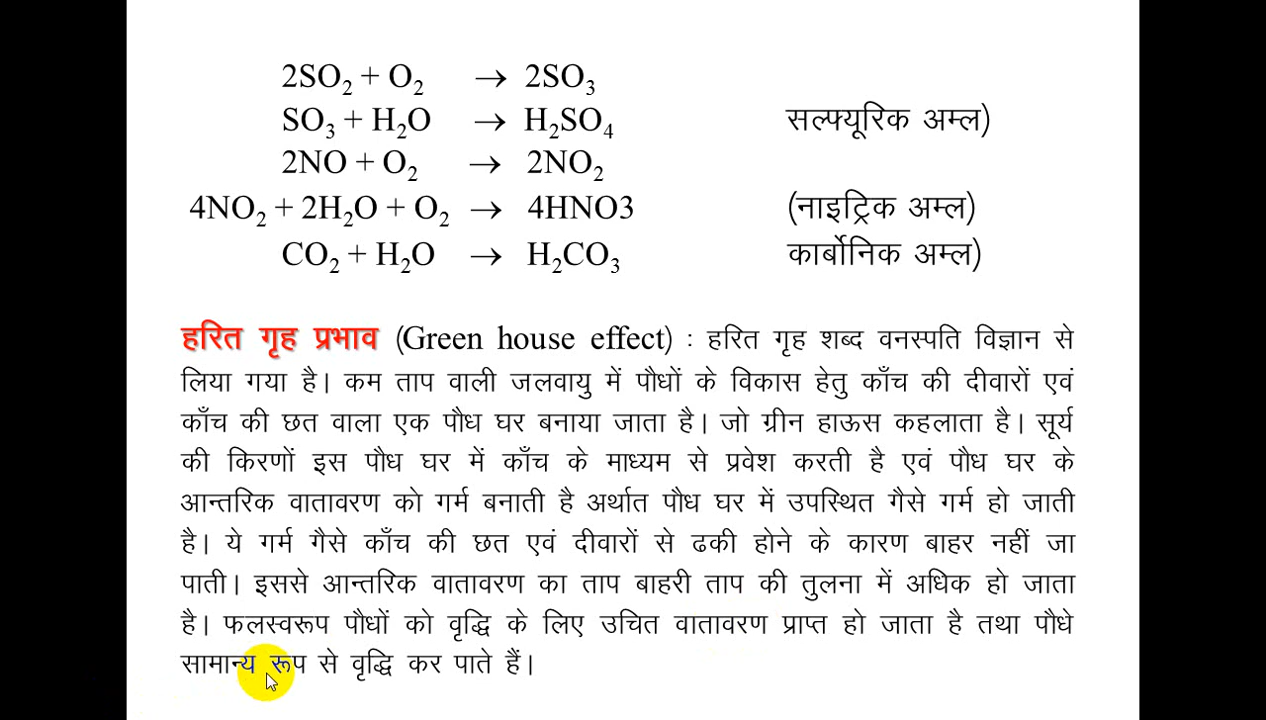 2SO₂ + O₂ → 2SO₃
SO₃ + H₂O → H₂SO₄ सल्फ्यूरिक अम्ल)
2NO + O₂ → 2NO₂
4NO₂ + 2H₂O + O₂ → 4HNO3 (नाइट्रिक अम्ल)
CO₂ + H₂O → H₂CO₃ कार्बोनिक अम्ल)
हरित गृह प्रभाव (Green house effect) : हरित गृह शब्द वनस्पति विज्ञान से
लिया गया है। कम ताप वाली जलवायु में पौधों के विकास हेतु काँच की दीवारों एवं
काँच की छत वाला एक पौध घर बनाया जाता है। जो ग्रीन हाऊस कहलाता है। सूर्य
की किरणों इस पौध घर में काँच के माध्यम से प्रवेश करती है एवं पौध घर के
आन्तरिक वातावरण को गर्म बनाती है अर्थात पौध घर में उपस्थित गैसे गर्म हो जाती
है। ये गर्म गैसे काँच की छत एवं दीवारों से ढकी होने के कारण बाहर नहीं जा
पाती। इससे आन्तरिक वातावरण का ताप बाहरी ताप की तुलना में अधिक हो जाता
है। फलस्वरूप पौधों को वृद्धि के लिए उचित वातावरण प्राप्त हो जाता है तथा पौधे
सामान्य रूप से वृद्धि कर पाते हैं।